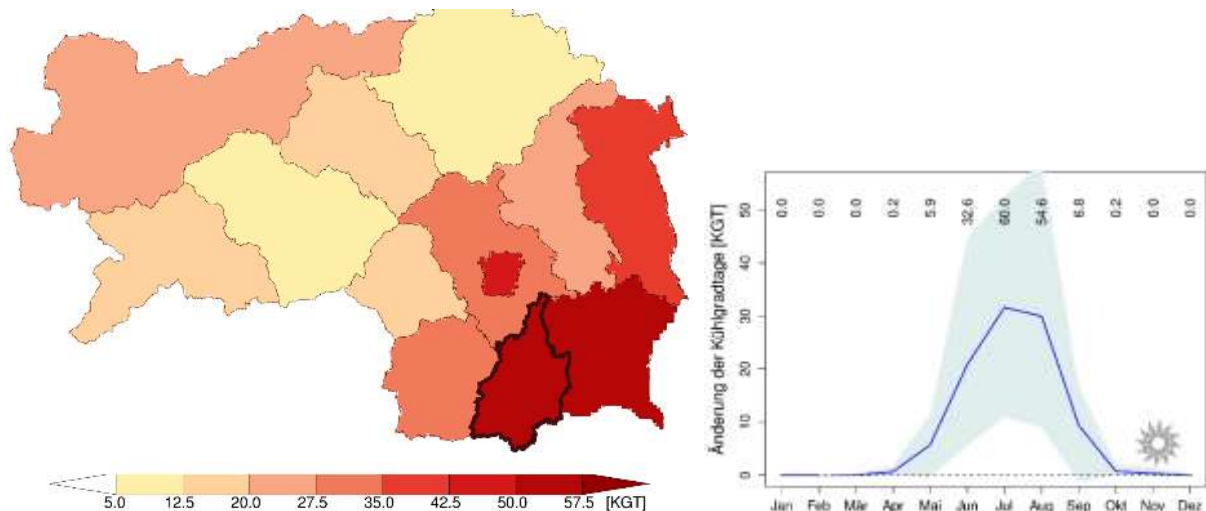 5.0 12.5 20.0 27.5 35.0 42.5 50.0 57.5 [KGT]
Änderung der Kühlgradtage [KGT]
50
40
30
20
10
0
0.0 0.0 0.0 0.2 5.9 32.6 60.0 54.6 6.8 0.2 0.0 0.0
Jan Feb Mär Apr Mai Jun Jul Aug Sep Okt Nov Dez